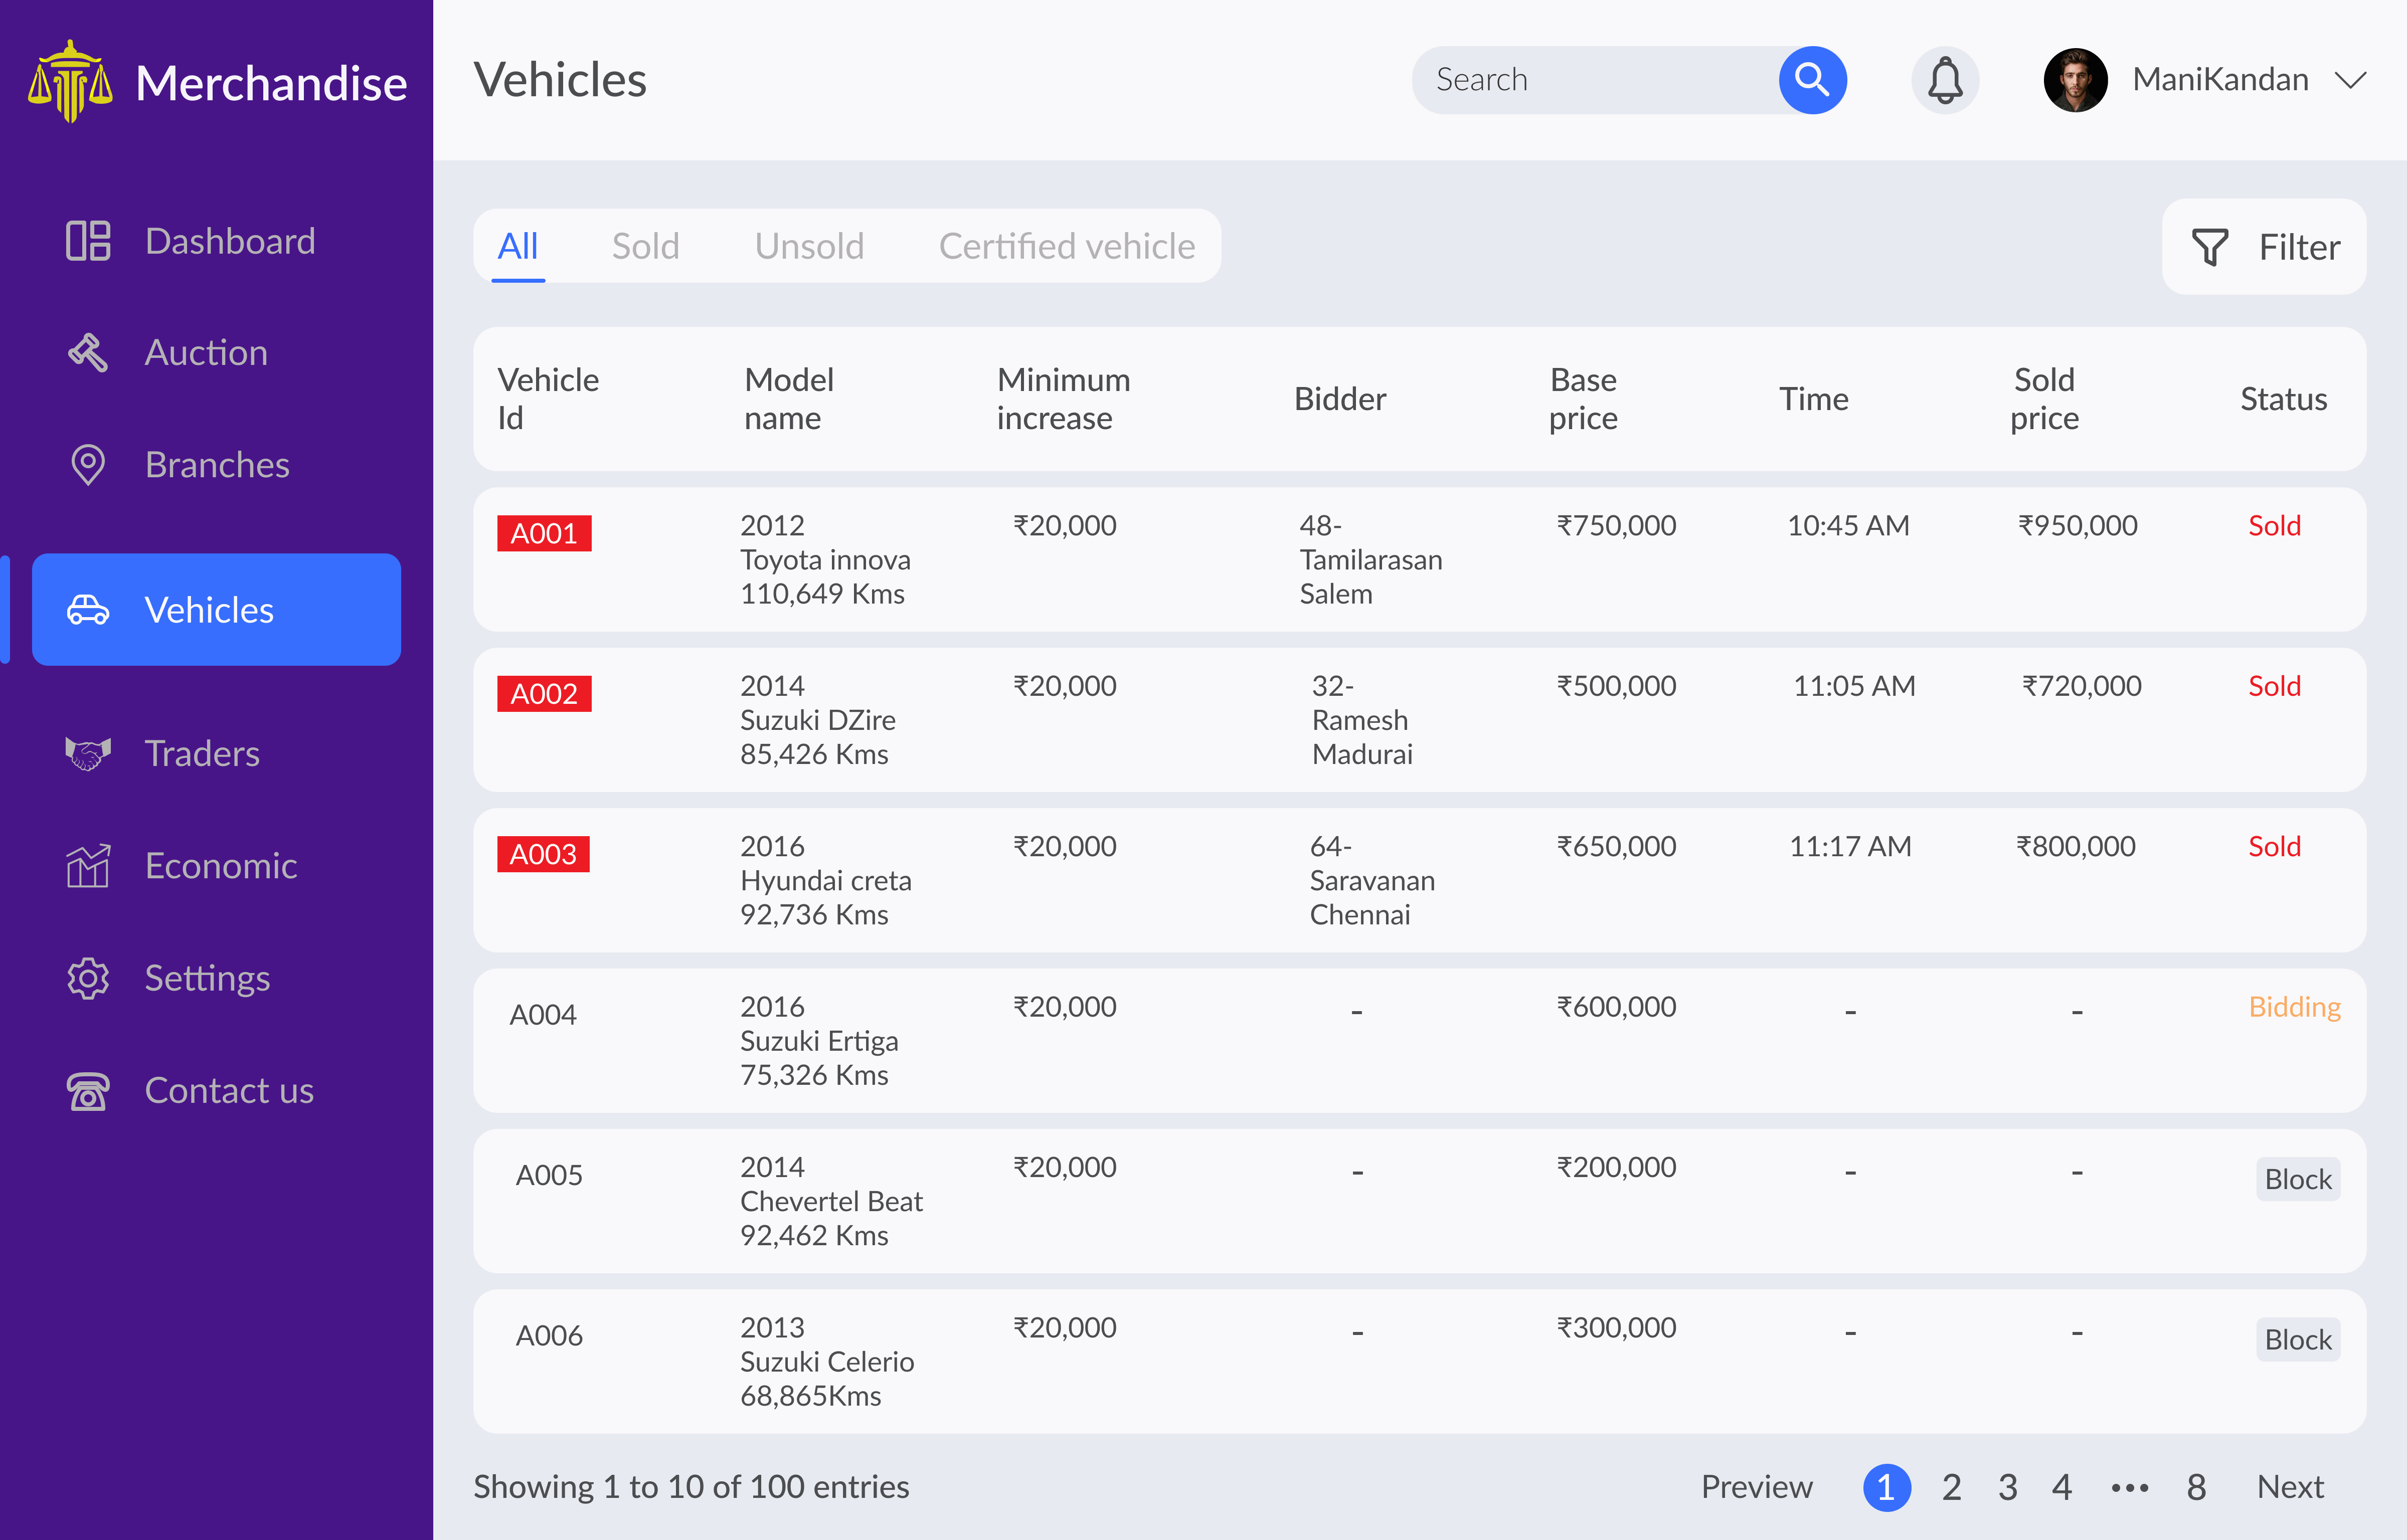 Merchandise
Dashboard
Auction
Branches
Vehicles
Traders
Economic
Settings
Contact us
Vehicles
Search
ManiKandan
All Sold Unsold Certified vehicle
Filter
Vehicle Id
Model name
Minimum increase
Bidder
Base price
Time
Sold price
Status
A001
2012
Toyota innova
110,649 Kms
₹20,000
48-
Tamilarasan
Salem
₹750,000
10:45 AM
₹950,000
Sold
A002
2014
Suzuki DZire
85,426 Kms
₹20,000
32-
Ramesh
Madurai
₹500,000
11:05 AM
₹720,000
Sold
A003
2016
Hyundai creta
92,736 Kms
₹20,000
64-
Saravanan
Chennai
₹650,000
11:17 AM
₹800,000
Sold
A004
2016
Suzuki Ertiga
75,326 Kms
₹20,000
-
₹600,000
-
-
Bidding
A005
2014
Chevertel Beat
92,462 Kms
₹20,000
-
₹200,000
-
-
Block
A006
2013
Suzuki Celerio
68,865Kms
₹20,000
-
₹300,000
-
-
Block
Showing 1 to 10 of 100 entries
Preview 1 2 3 4 ••• 8 Next